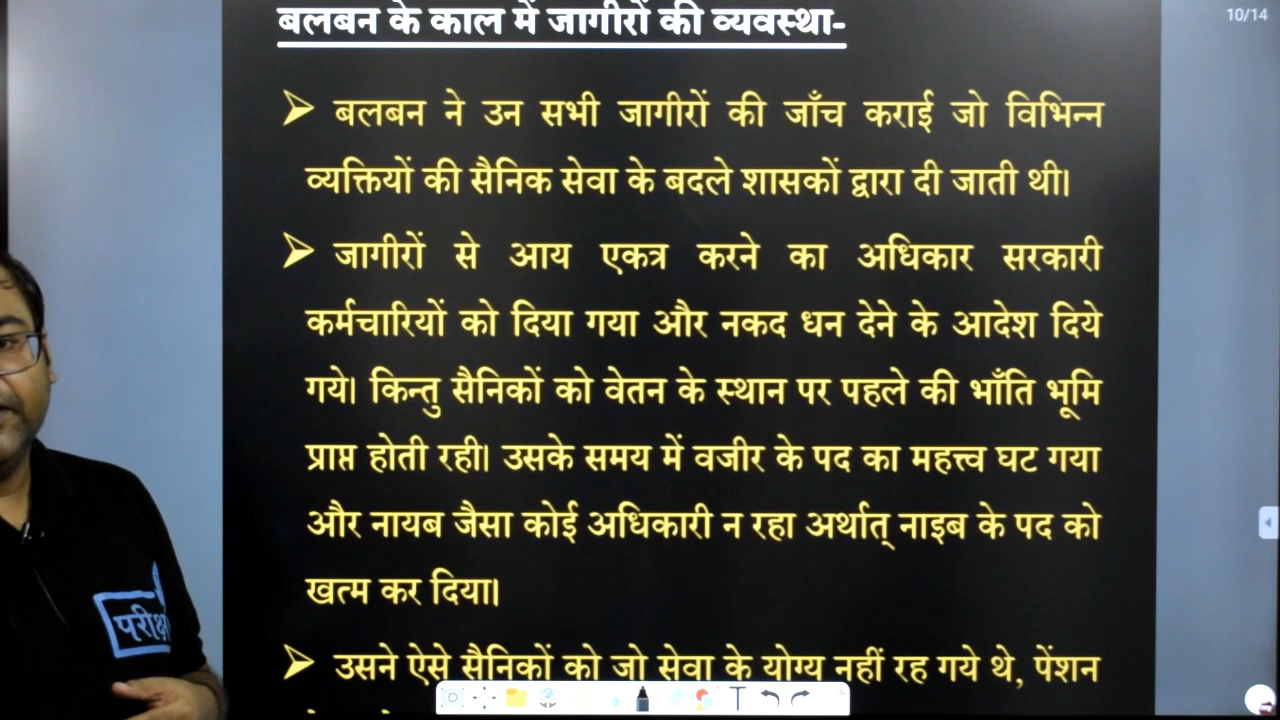 बलबन के काल में जागीरों की व्यवस्था-
10/14
➢ बलबन ने उन सभी जागीरों की जाँच कराई जो विभिन्न
व्यक्तियों की सैनिक सेवा के बदले शासकों द्वारा दी जाती थी।
➢ जागीरों से आय एकत्र करने का अधिकार सरकारी
कर्मचारियों को दिया गया और नकद धन देने के आदेश दिये
गये। किन्तु सैनिकों को वेतन के स्थान पर पहले की भाँति भूमि
प्राप्त होती रही। उसके समय में वजीर के पद का महत्त्व घट गया
और नायब जैसा कोई अधिकारी न रहा अर्थात् नाइब के पद को
खत्म कर दिया।
➢ उसने ऐसे सैनिकों को जो सेवा के योग्य नहीं रह गये थे, पेंशन